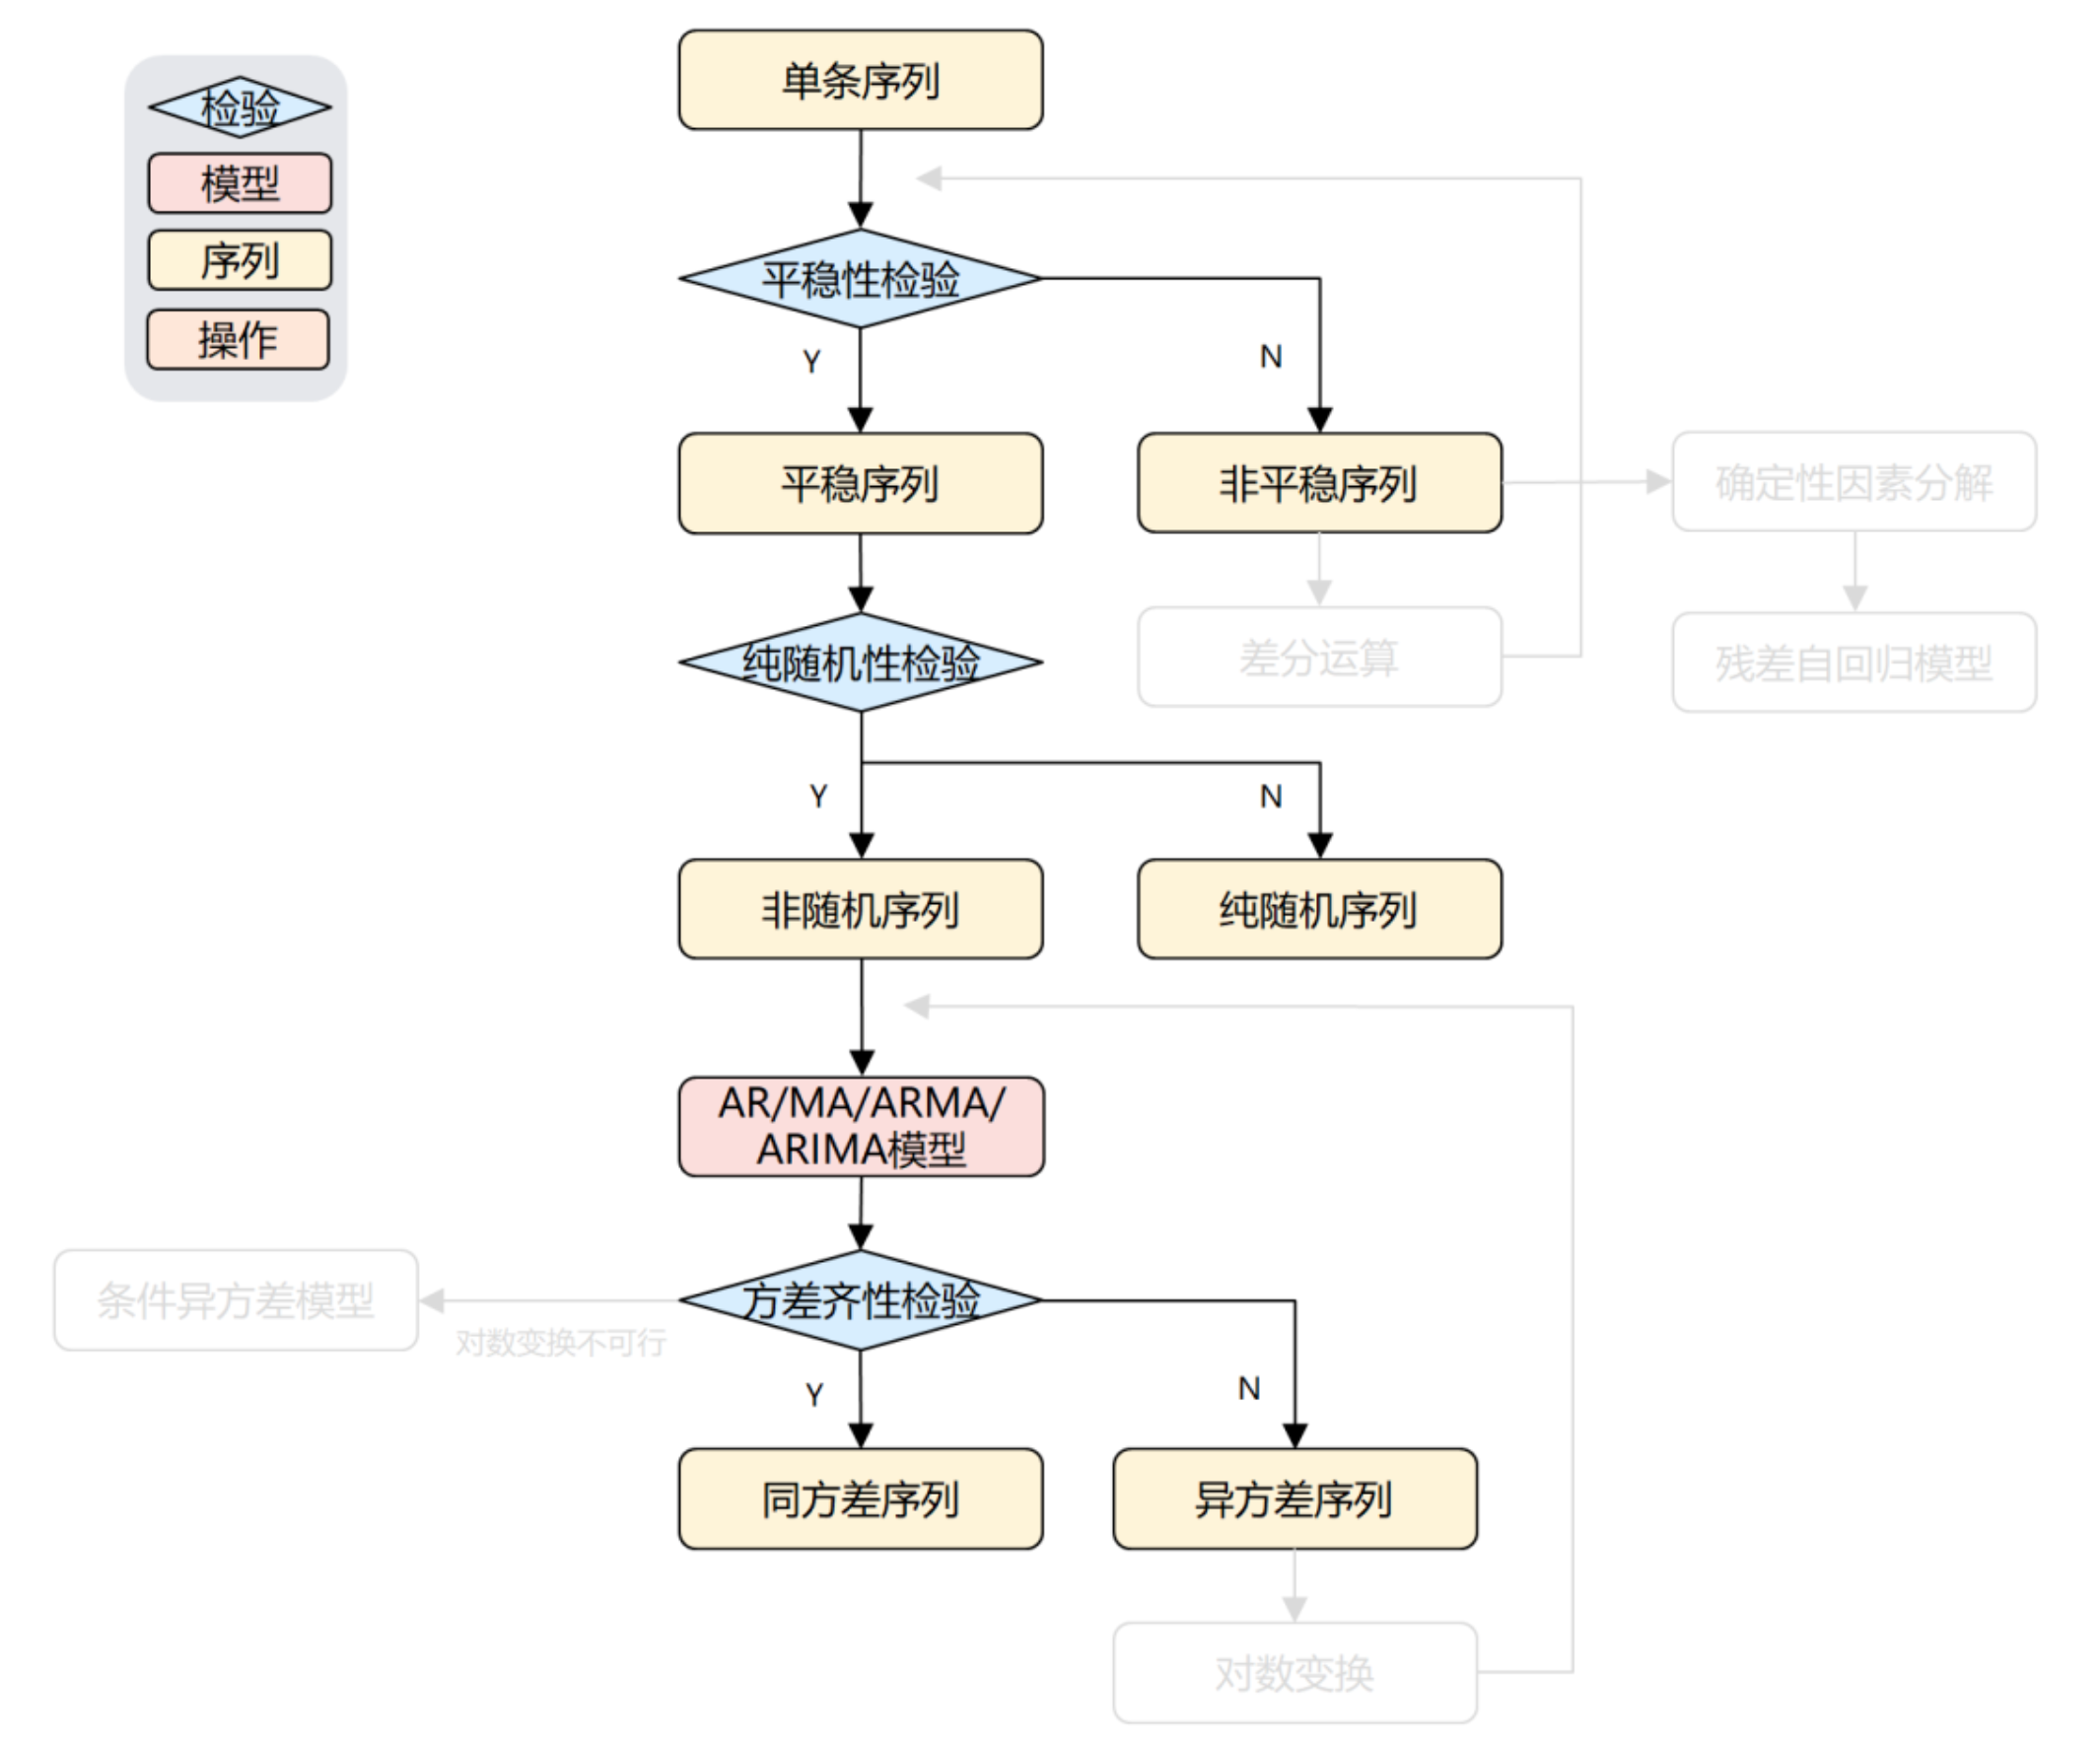 检验
模型
序列
操作
单条序列
平稳性检验
Y
N
平稳序列
非平稳序列
确定性因素分解
纯随机性检验
差分运算
残差自回归模型
Y
N
非随机序列
纯随机序列
AR/MA/ARMA/
ARIMA模型
条件异方差模型
对数变换不可行
方差齐性检验
Y
N
同方差序列
异方差序列
对数变换